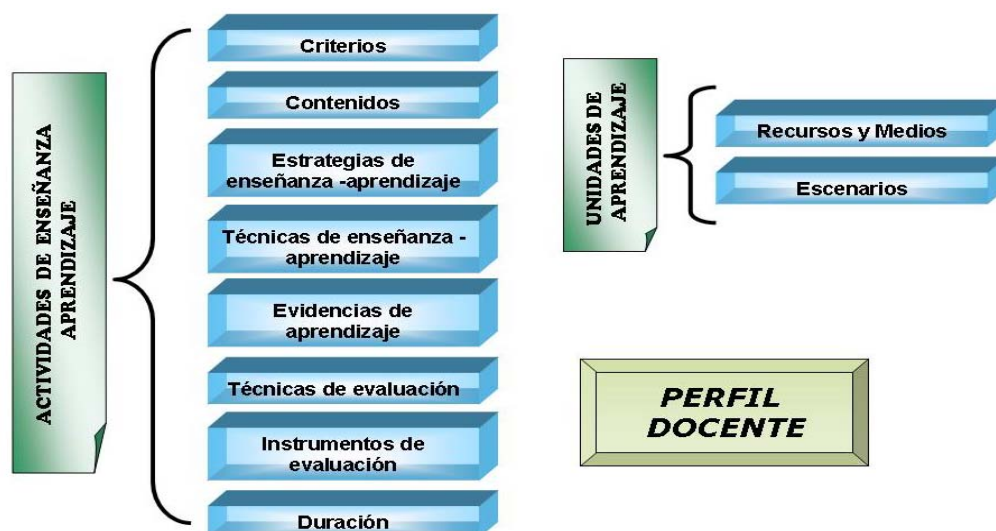 ACTIVIDADES DE ENSEÑANZA
APRENDIZAJE
Criterios
Contenidos
Estrategias de
enseñanza -aprendizaje
Técnicas de enseñanza -
aprendizaje
Evidencias de
aprendizaje
Técnicas de evaluación
Instrumentos de
evaluación
Duración
UNIDADES DE
APRENDIZAJE
Recursos y Medios
Escenarios
PERFIL
DOCENTE